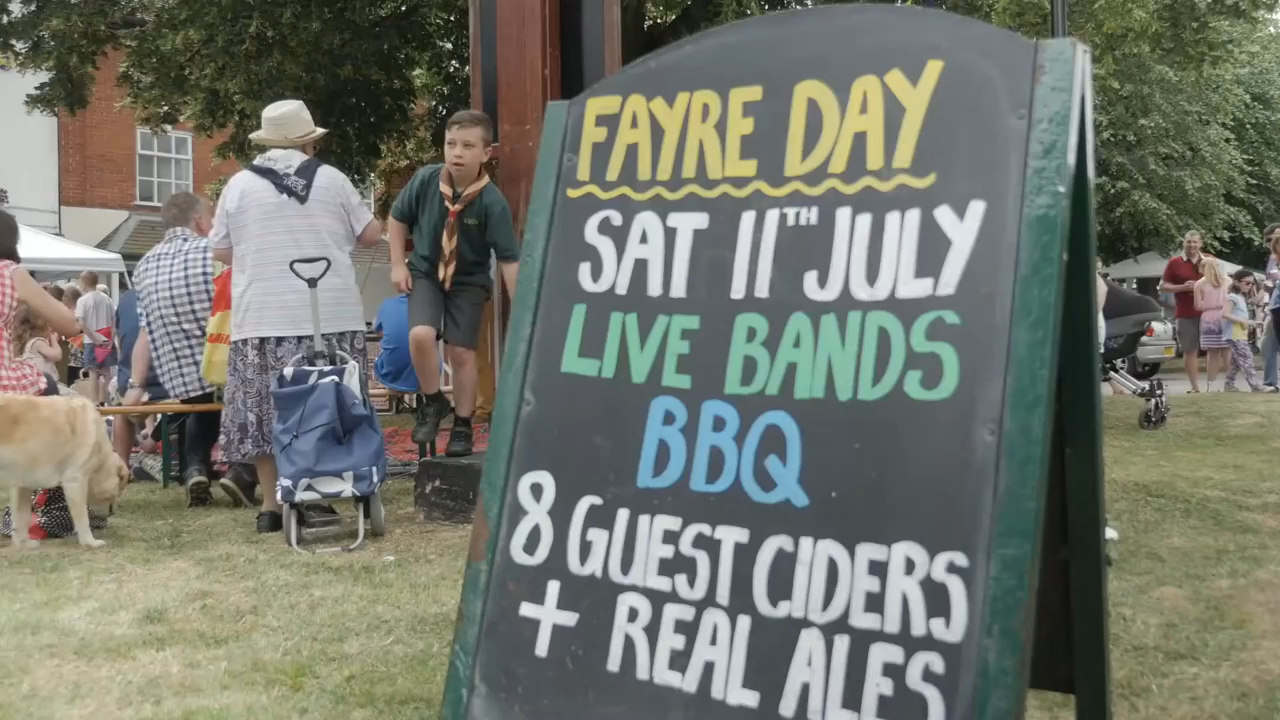 FAYRE DAY
SAT 11TH JULY
LIVE BANDS
BBQ
8 GUEST CIDERS
+ REAL ALES